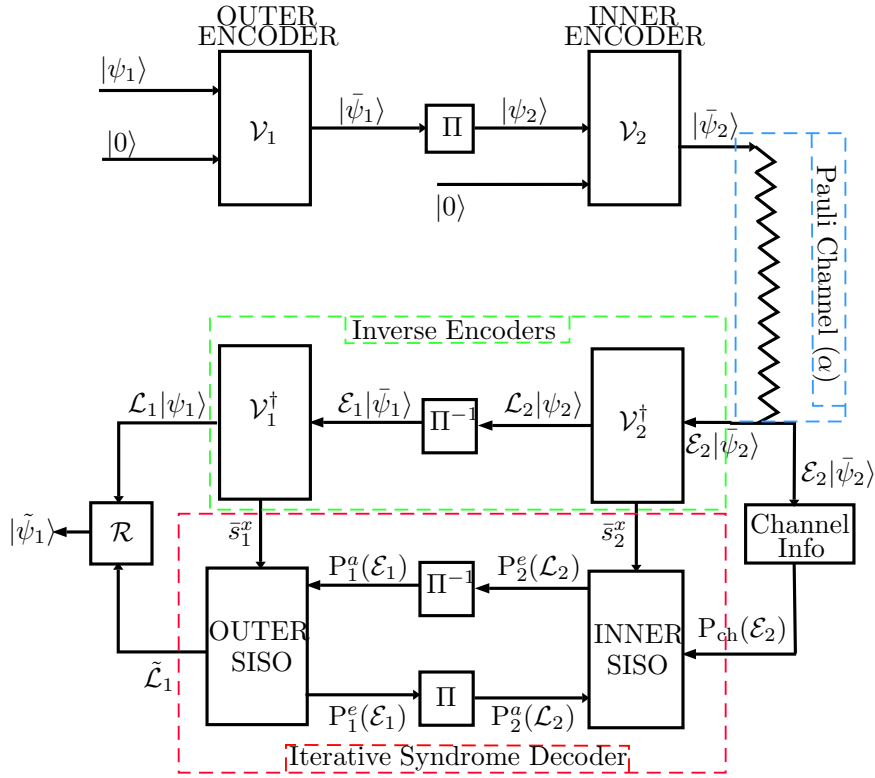 OUTER
ENCODER
INNER
ENCODER
|ψ₁⟩
|0⟩
𝒱₁
|ψ̄₁⟩
Π
|ψ₂⟩
|0⟩
𝒱₂
|ψ̄₂⟩
Pauli Channel (α)
Inverse Encoders
ℒ₁|ψ₁⟩
𝒱₁†
ℰ₁|ψ̄₁⟩
Π⁻¹
ℒ₂|ψ₂⟩
𝒱₂†
ℰ₂|ψ̄₂⟩
ℰ₂|ψ̄₂⟩
|ψ̃₁⟩
ℛ
s̄₁ˣ
s̄₂ˣ
Channel
Info
P₁ᵃ(ℰ₁)
Π⁻¹
P₂ᵉ(ℒ₂)
OUTER
SISO
INNER
SISO
P_ch(ℰ₂)
ℒ̃₁
P₁ᵉ(ℰ₁)
Π
P₂ᵃ(ℒ₂)
Iterative Syndrome Decoder